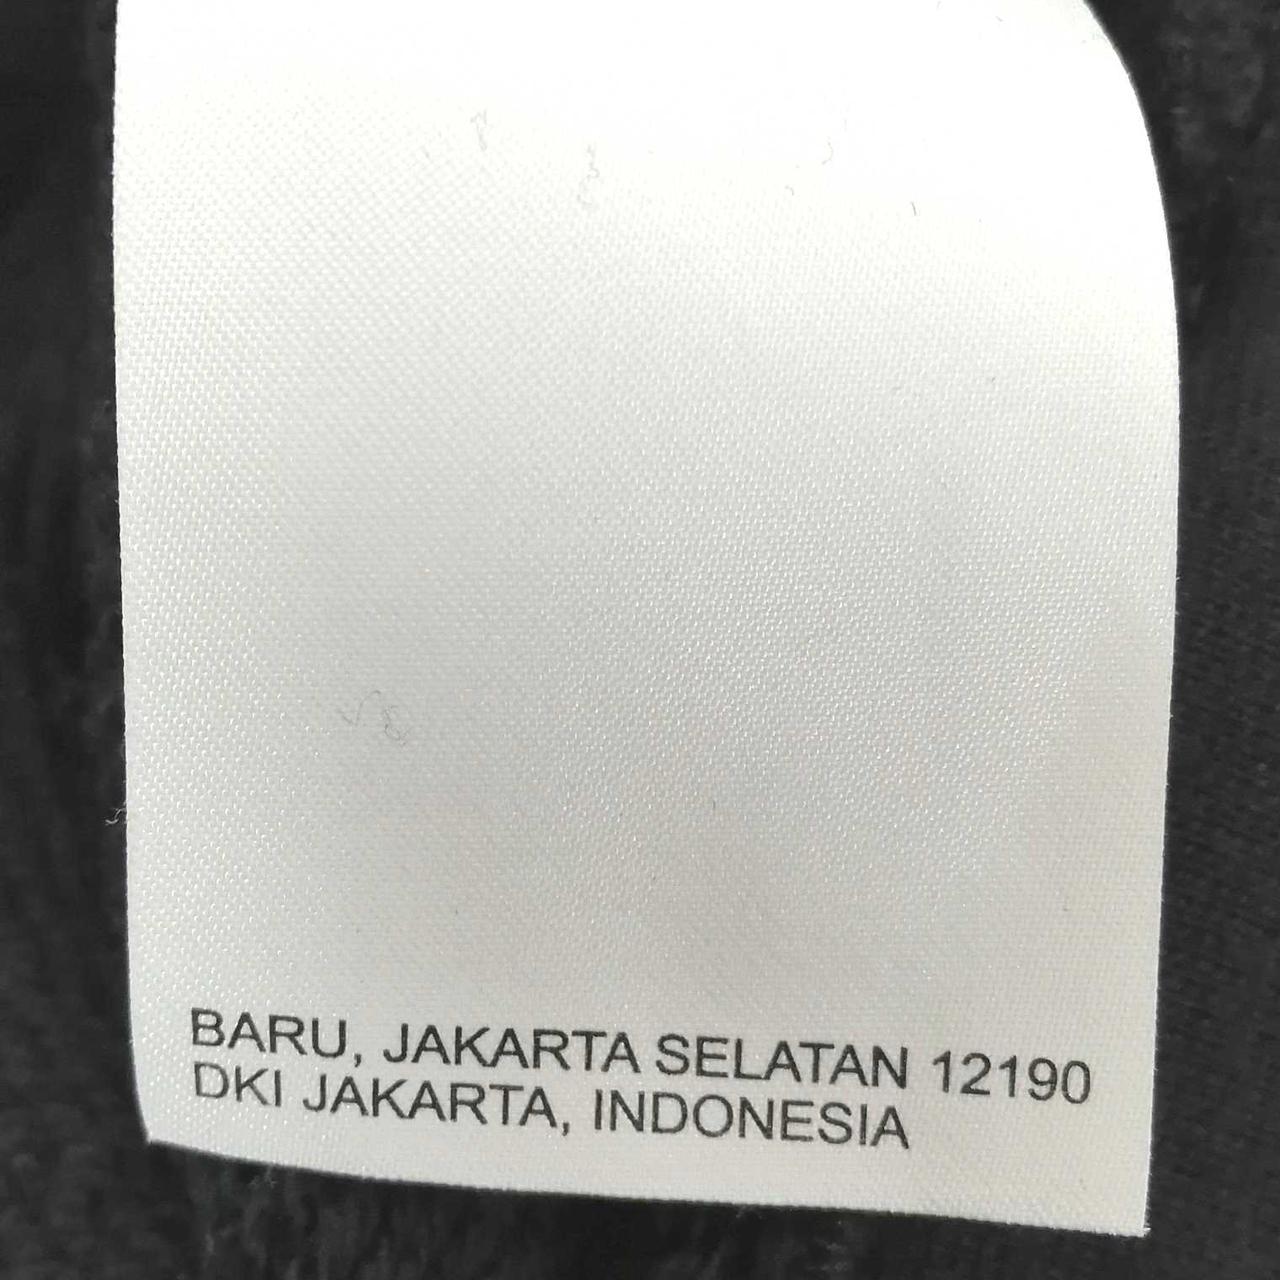 BARU, JAKARTA SELATAN 12190
DKI JAKARTA, INDONESIA